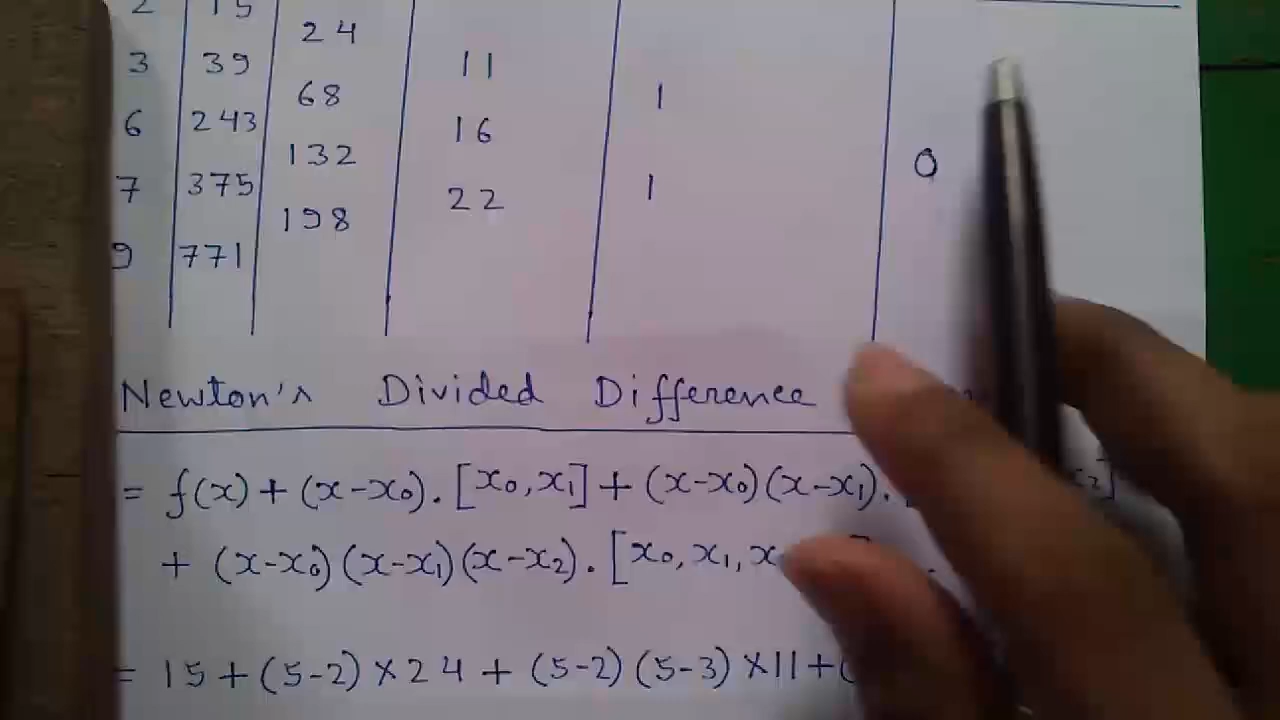 2 15
24
3 39 11
68 1
6 243 16
132 0
7 375 22 1
198
9 771
Newton's Divided Difference
= f(x) + (x-x₀). [x₀, x₁] + (x-x₀) (x-x₁).
+ (x-x₀) (x-x₁) (x-x₂). [x₀, x₁, x
= 15 + (5-2) × 24 + (5-2) (5-3) × 11 + (